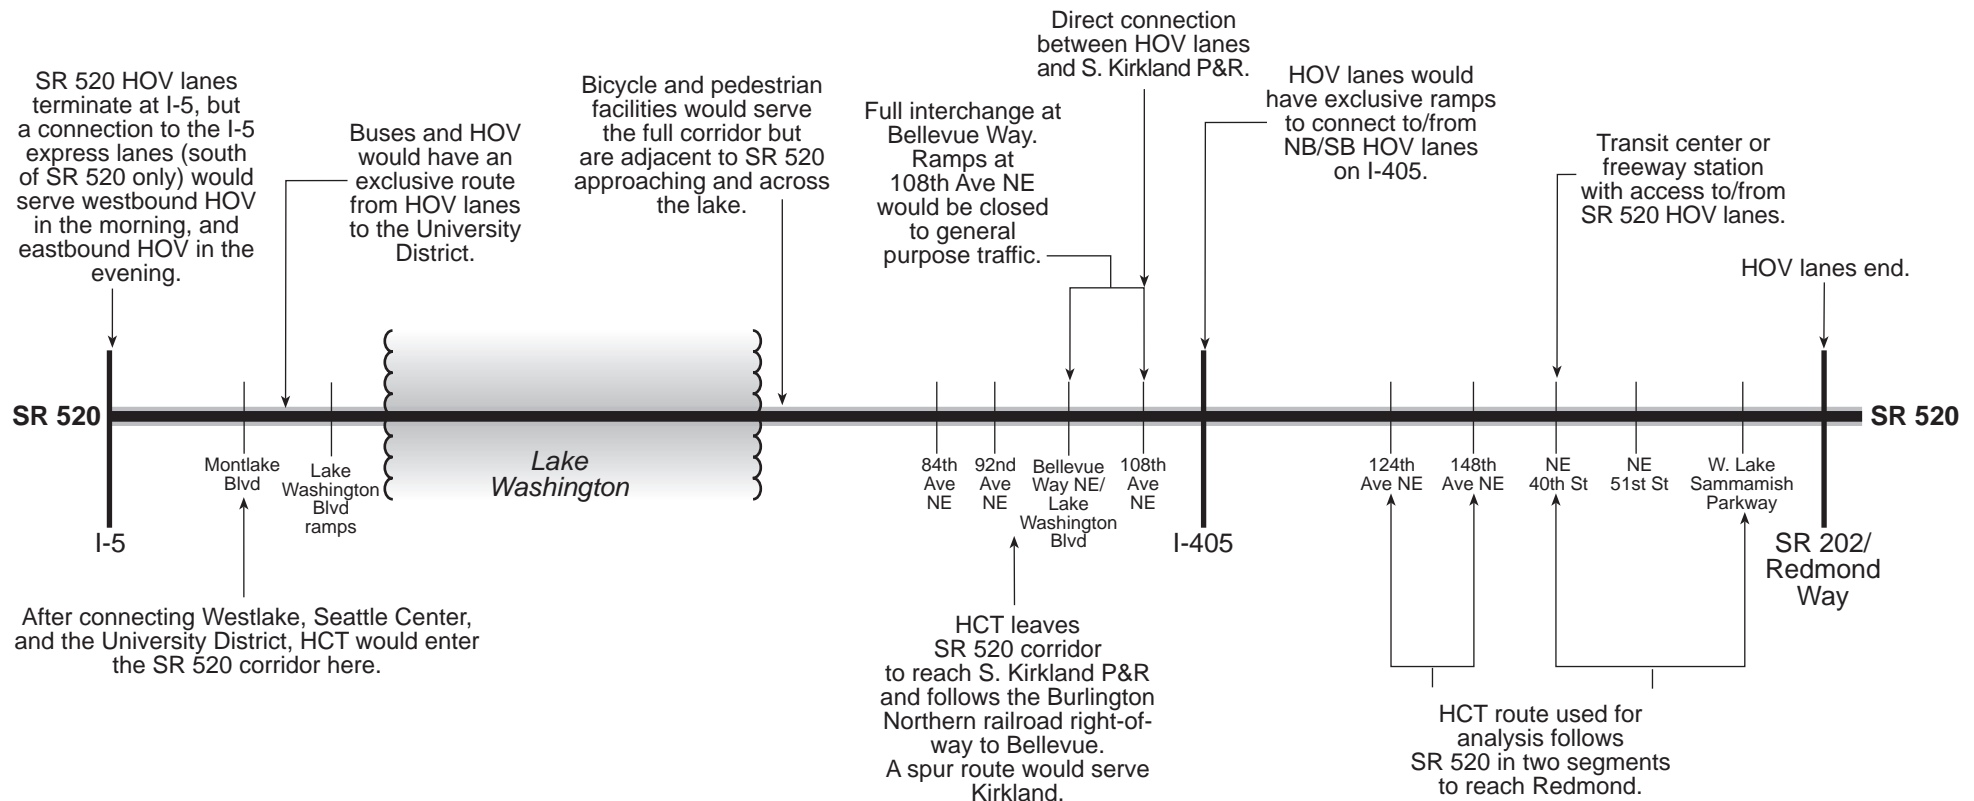 Direct connection
between HOV lanes
and S. Kirkland P&R.
SR 520 HOV lanes
terminate at I-5, but
a connection to the I-5
express lanes (south
of SR 520 only) would
serve westbound HOV
in the morning, and
eastbound HOV in the
evening.
Buses and HOV
would have an
exclusive route
from HOV lanes
to the University
District.
Bicycle and pedestrian
facilities would serve
the full corridor but
are adjacent to SR 520
approaching and across
the lake.
Full interchange at
Bellevue Way.
Ramps at
108th Ave NE
would be closed
to general
purpose traffic.
HOV lanes would
have exclusive ramps
to connect to/from
NB/SB HOV lanes
on I-405.
Transit center or
freeway station
with access to/from
SR 520 HOV lanes.
HOV lanes end.
SR 520
SR 520
I-5
Montlake
Blvd
Lake
Washington
Blvd
ramps
Lake
Washington
84th
Ave
NE
92nd
Ave
NE
Bellevue
Way NE/
Lake
Washington
Blvd
108th
Ave
NE
I-405
124th
Ave NE
148th
Ave NE
NE
40th St
NE
51st St
W. Lake
Sammamish
Parkway
SR 202/
Redmond
Way
After connecting Westlake, Seattle Center,
and the University District, HCT would enter
the SR 520 corridor here.
HCT leaves
SR 520 corridor
to reach S. Kirkland P&R
and follows the Burlington
Northern railroad right-of-
way to Bellevue.
A spur route would serve
Kirkland.
HCT route used for
analysis follows
SR 520 in two segments
to reach Redmond.